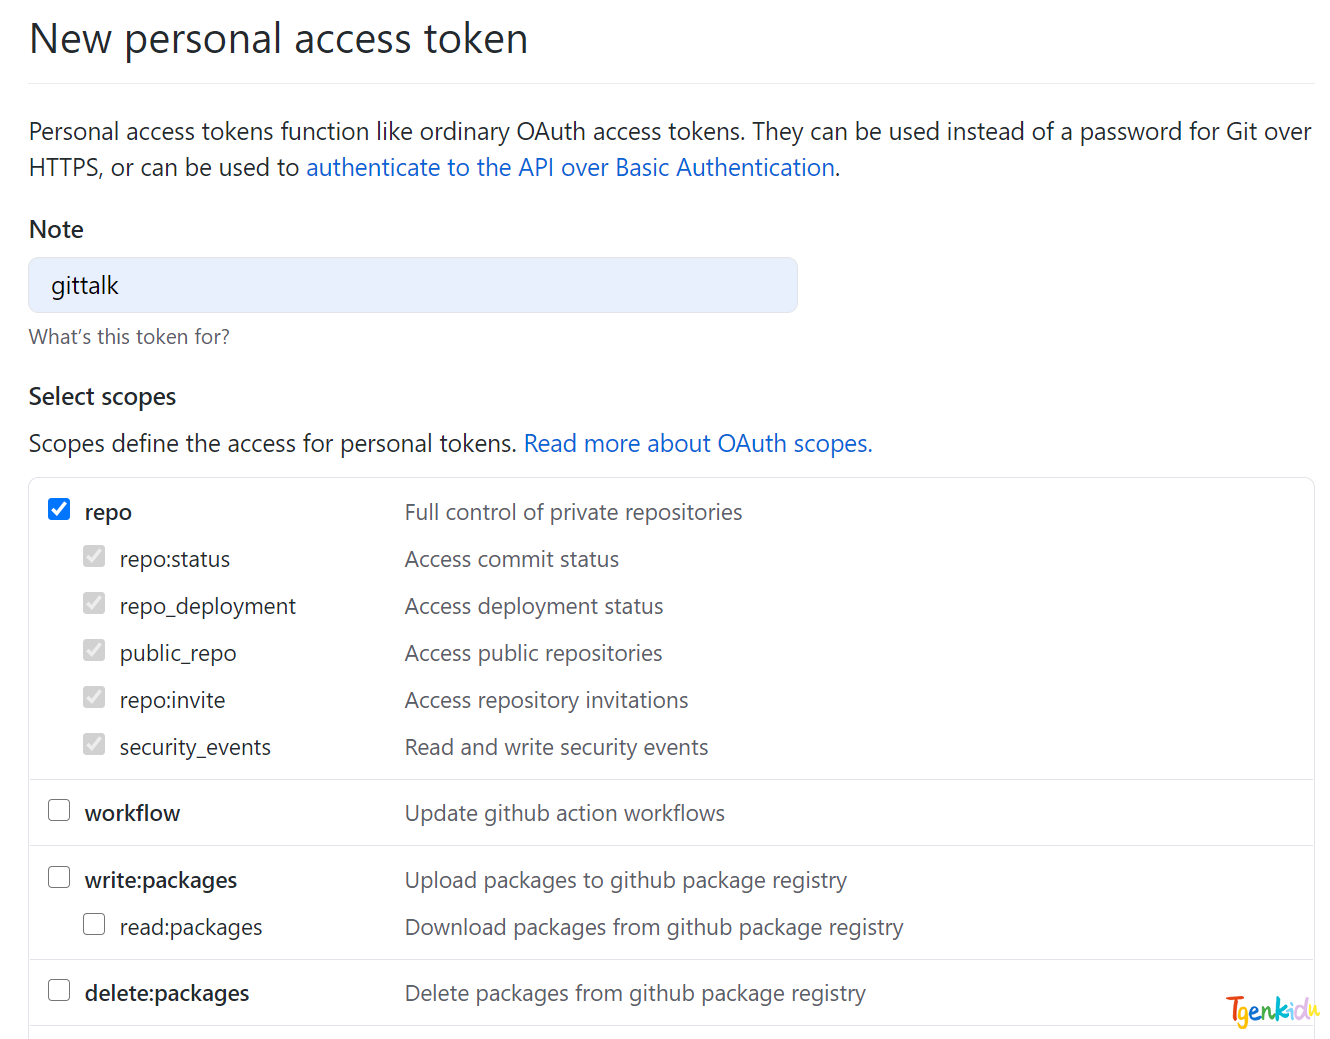 New personal access token
Personal access tokens function like ordinary OAuth access tokens. They can be used instead of a password for Git over
HTTPS, or can be used to authenticate to the API over Basic Authentication.
Note
gittalk
What's this token for?
Select scopes
Scopes define the access for personal tokens. Read more about OAuth scopes.
repo Full control of private repositories
repo:status Access commit status
repo_deployment Access deployment status
public_repo Access public repositories
repo:invite Access repository invitations
security_events Read and write security events
workflow Update github action workflows
write:packages Upload packages to github package registry
read:packages Download packages from github package registry
delete:packages Delete packages from github package registry
Tgenkidu